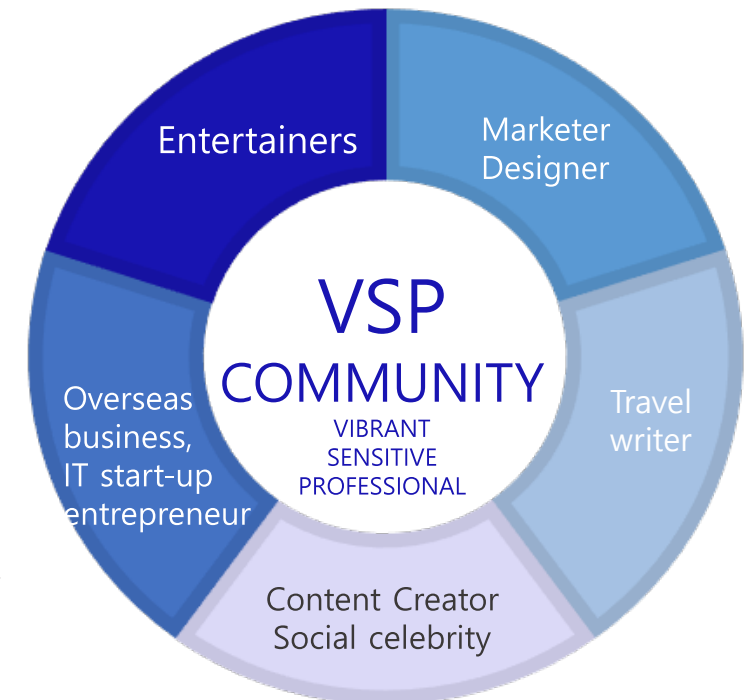 Entertainers
Marketer
Designer
VSP
COMMUNITY
VIBRANT
SENSITIVE
PROFESSIONAL
Overseas
business,
IT start-up
entrepreneur
Travel
writer
Content Creator
Social celebrity